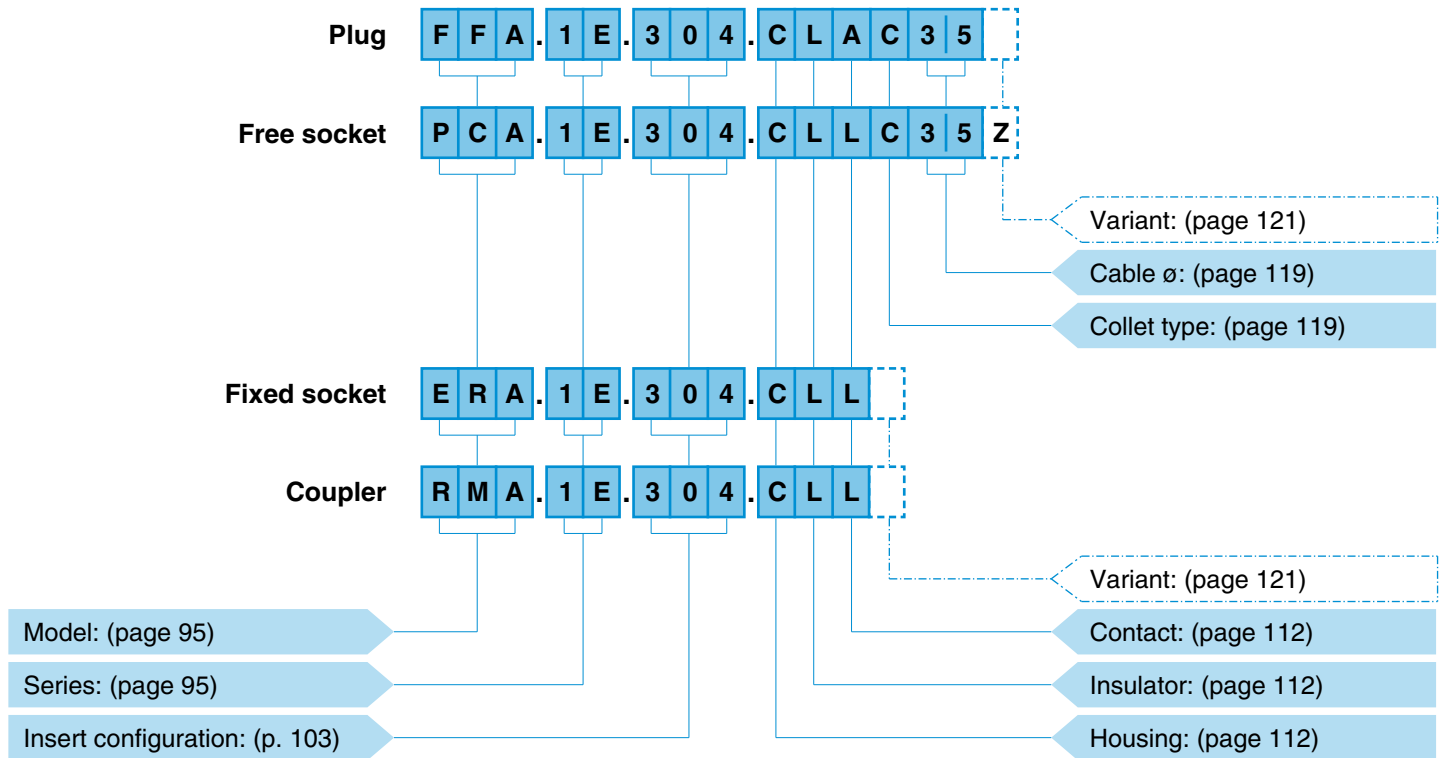 Plug FFA.1E.304.CLAC35
Free socket PCA.1E.304.CLLC35Z
Variant: (page 121)
Cable ø: (page 119)
Collet type: (page 119)
Fixed socket ERA.1E.304.CLL
Coupler RMA.1E.304.CLL
Variant: (page 121)
Model: (page 95)
Contact: (page 112)
Series: (page 95)
Insulator: (page 112)
Insert configuration: (p. 103)
Housing: (page 112)